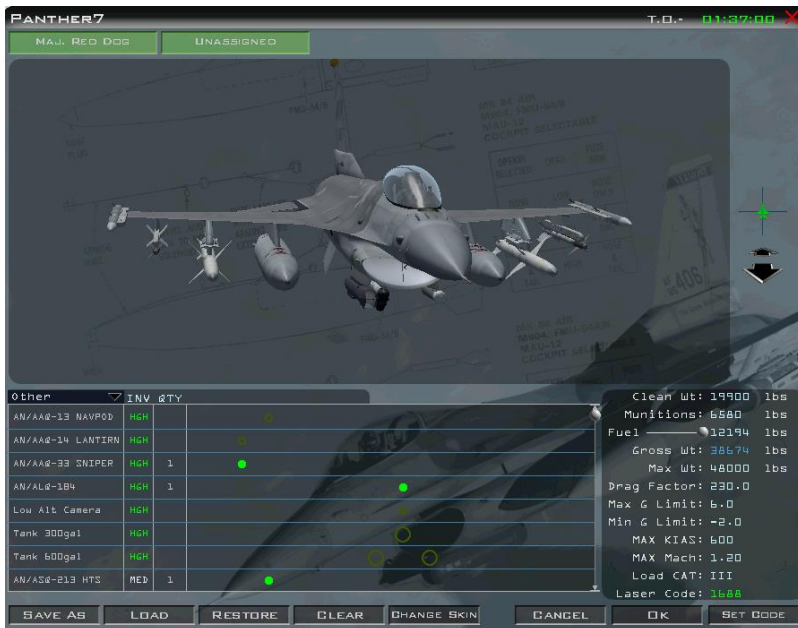 PANTHER7
T.O.- 01:37:00
MAJ. RED DOG UNASSIGNED
406
Other INV QTY
AN/AAQ-13 NAVPOD HGH
AN/AAQ-14 LANTIRN HGH
AN/AAQ-33 SNIPER HGH 1
AN/ALQ-184 HGH 1
Low Alt Camera HGH
Tank 300gal HGH
Tank 600gal HGH
AN/ASQ-213 HTS MED 1
Clean Wt: 19900 lbs
Munitions: 6580 lbs
Fuel 12194 lbs
Gross Wt: 38674 lbs
Max Wt: 48000 lbs
Drag Factor: 230.0
Max G Limit: 6.0
Min G Limit: -2.0
MAX KIAS: 600
MAX Mach: 1.20
Load CAT: III
Laser Code: 1688
SAVE AS LOAD RESTORE CLEAR CHANGE SKIN CANCEL OK SET CODE